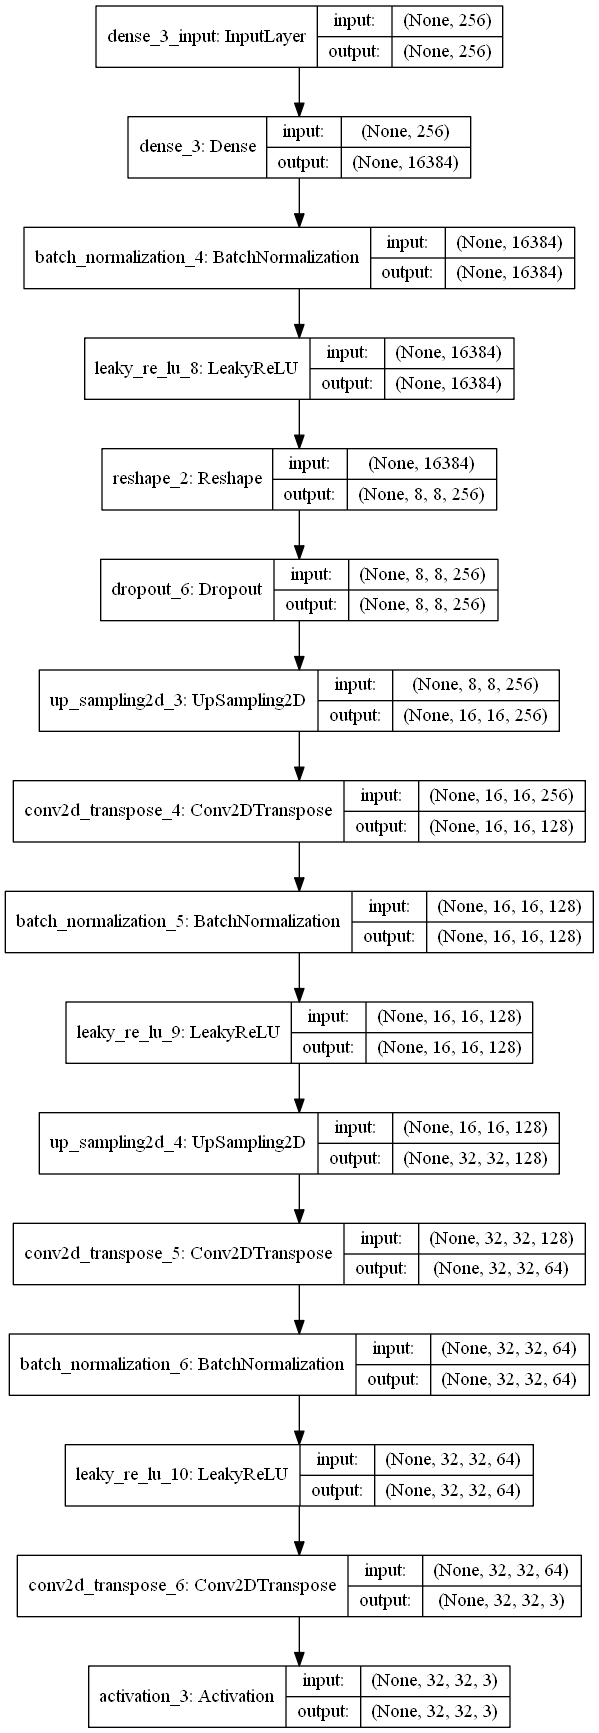 dense_3_input: InputLayer
input: (None, 256)
output: (None, 256)
dense_3: Dense
input: (None, 256)
output: (None, 16384)
batch_normalization_4: BatchNormalization
input: (None, 16384)
output: (None, 16384)
leaky_re_lu_8: LeakyReLU
input: (None, 16384)
output: (None, 16384)
reshape_2: Reshape
input: (None, 16384)
output: (None, 8, 8, 256)
dropout_6: Dropout
input: (None, 8, 8, 256)
output: (None, 8, 8, 256)
up_sampling2d_3: UpSampling2D
input: (None, 8, 8, 256)
output: (None, 16, 16, 256)
conv2d_transpose_4: Conv2DTranspose
input: (None, 16, 16, 256)
output: (None, 16, 16, 128)
batch_normalization_5: BatchNormalization
input: (None, 16, 16, 128)
output: (None, 16, 16, 128)
leaky_re_lu_9: LeakyReLU
input: (None, 16, 16, 128)
output: (None, 16, 16, 128)
up_sampling2d_4: UpSampling2D
input: (None, 16, 16, 128)
output: (None, 32, 32, 128)
conv2d_transpose_5: Conv2DTranspose
input: (None, 32, 32, 128)
output: (None, 32, 32, 64)
batch_normalization_6: BatchNormalization
input: (None, 32, 32, 64)
output: (None, 32, 32, 64)
leaky_re_lu_10: LeakyReLU
input: (None, 32, 32, 64)
output: (None, 32, 32, 64)
conv2d_transpose_6: Conv2DTranspose
input: (None, 32, 32, 64)
output: (None, 32, 32, 3)
activation_3: Activation
input: (None, 32, 32, 3)
output: (None, 32, 32, 3)